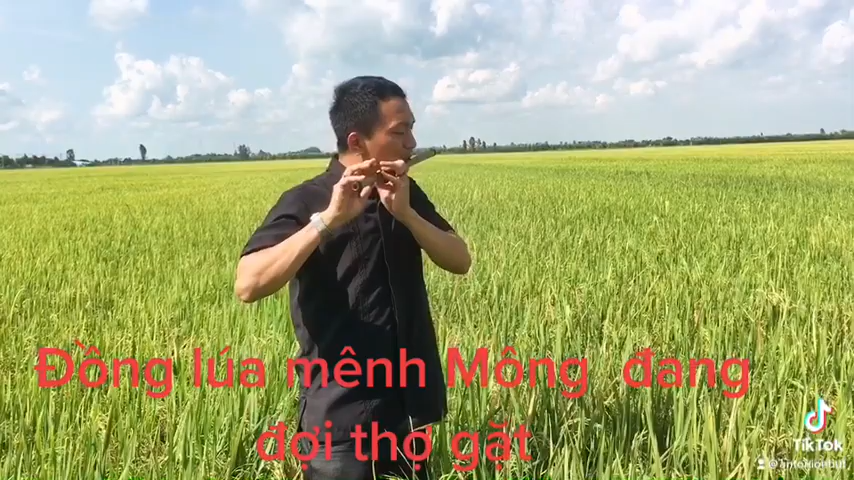 Đồng lúa mênh Mông đang
đợi thợ gặt
TikTok